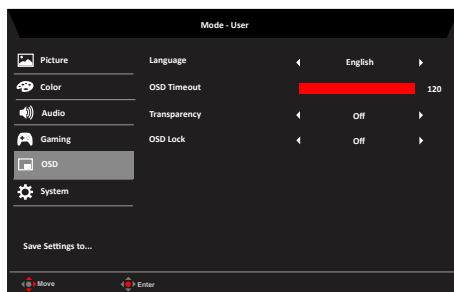 Mode - User
Picture
Language English
Color
OSD Timeout 120
Audio
Transparency Off
Gaming
OSD Lock Off
OSD
System
Save Settings to...
Move Enter